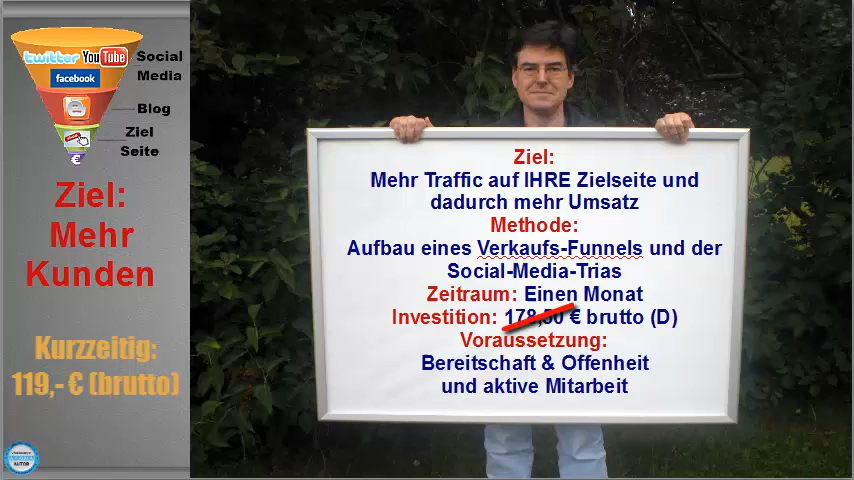 twitter YouTube
facebook
Social
Media
Blog
Ziel
Seite
€
Ziel:
Mehr
Kunden
Kurzzeitig:
119,- € (brutto)
AUTOR
Ziel:
Mehr Traffic auf IHRE Zielseite und
dadurch mehr Umsatz
Methode:
Aufbau eines Verkaufs-Funnels und der
Social-Media-Trias
Zeitraum: Einen Monat
Investition: 178,50 € brutto (D)
Voraussetzung:
Bereitschaft & Offenheit
und aktive Mitarbeit